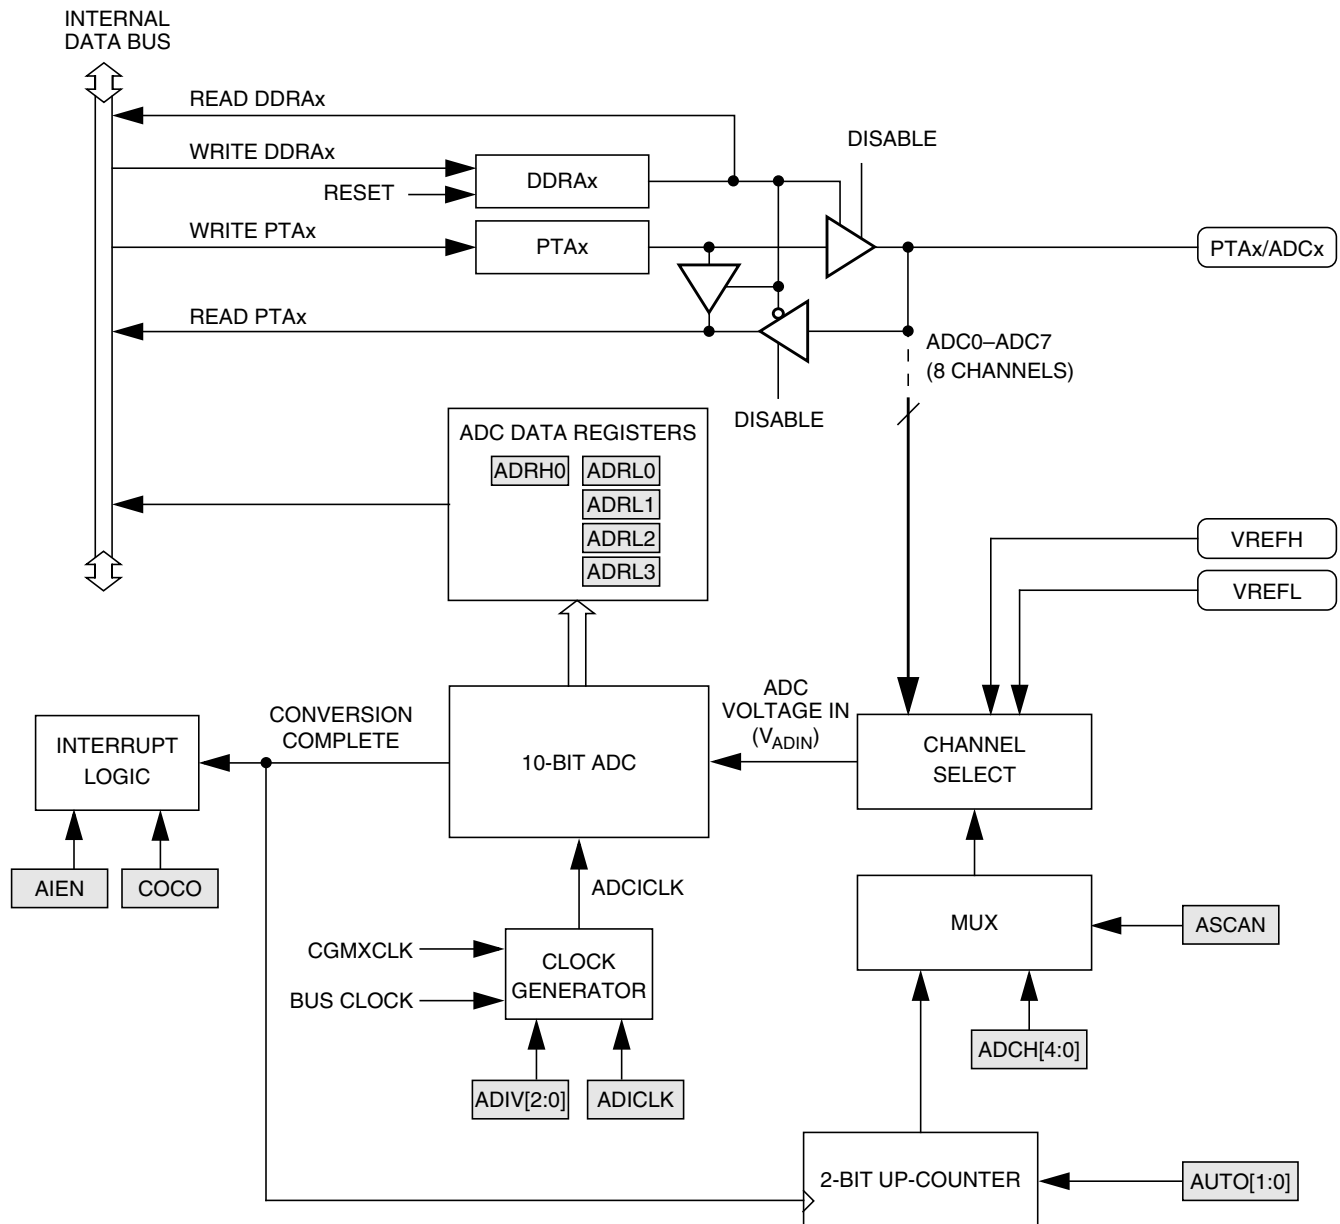 INTERNAL
DATA BUS
READ DDRAx
WRITE DDRAx
DISABLE
DDRAx
RESET
WRITE PTAx
PTAx
PTAx/ADCx
READ PTAx
ADC0–ADC7
(8 CHANNELS)
DISABLE
ADC DATA REGISTERS
ADRH0
ADRL0
ADRL1
ADRL2
ADRL3
VREFH
VREFL
INTERRUPT
LOGIC
CONVERSION
COMPLETE
10-BIT ADC
ADC
VOLTAGE IN
(VADIN)
CHANNEL
SELECT
AIEN
COCO
ADCICLK
MUX
ASCAN
CGMXCLK
BUS CLOCK
CLOCK
GENERATOR
ADCH[4:0]
ADIV[2:0]
ADICLK
2-BIT UP-COUNTER
AUTO[1:0]